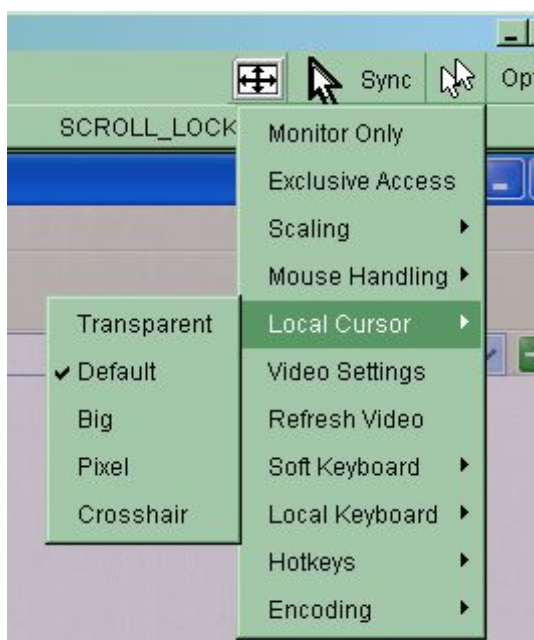 Sync
Opt
SCROLL_LOCK
Monitor Only
Exclusive Access
Scaling
Mouse Handling
Local Cursor
Transparent
Default
Big
Pixel
Crosshair
Video Settings
Refresh Video
Soft Keyboard
Local Keyboard
Hotkeys
Encoding